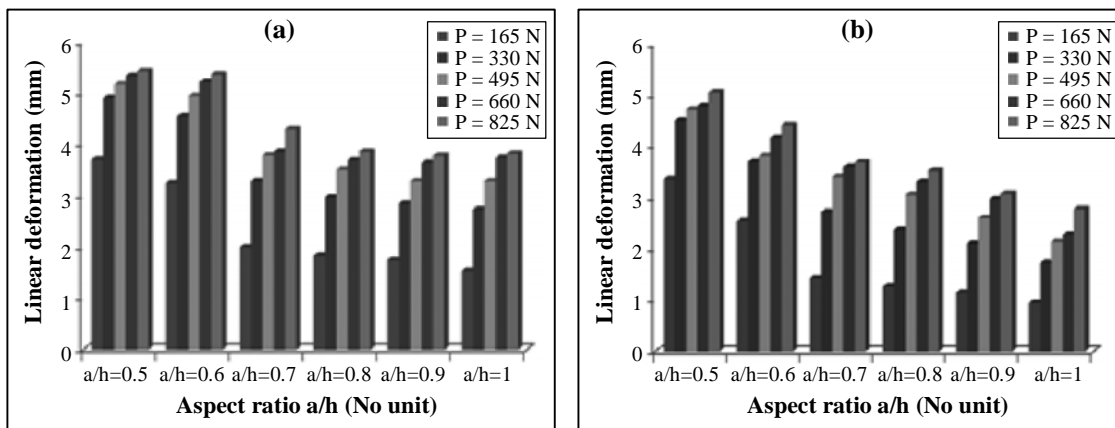 (a)
P = 165 N
P = 330 N
P = 495 N
P = 660 N
P = 825 N
Linear deformation (mm)
6
5
4
3
2
1
0
a/h=0.5 a/h=0.6 a/h=0.7 a/h=0.8 a/h=0.9 a/h=1
Aspect ratio a/h (No unit)
(b)
P = 165 N
P = 330 N
P = 495 N
P = 660 N
P = 825 N
Linear deformation (mm)
6
5
4
3
2
1
0
a/h=0.5 a/h=0.6 a/h=0.7 a/h=0.8 a/h=0.9 a/h=1
Aspect ratio a/h (No unit)